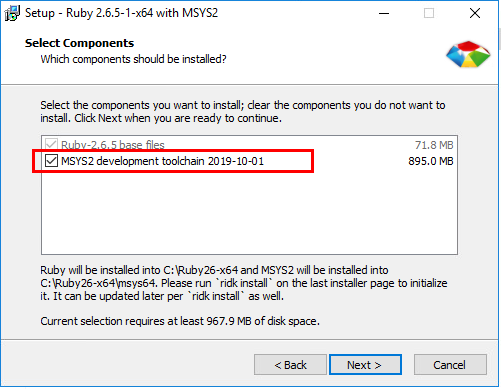 Setup - Ruby 2.6.5-1-x64 with MSYS2
Select Components
Which components should be installed?
Select the components you want to install; clear the components you do not want to
install. Click Next when you are ready to continue.
Ruby-2.6.5 base files 71.8 MB
MSYS2 development toolchain 2019-10-01 895.0 MB
Ruby will be installed into C:\Ruby26-x64 and MSYS2 will be installed into
C:\Ruby26-x64\msys64. Please run `ridk install` on the last installer page to initialize
it. It can be updated later per `ridk install` as well.
Current selection requires at least 967.9 MB of disk space.
< Back Next > Cancel